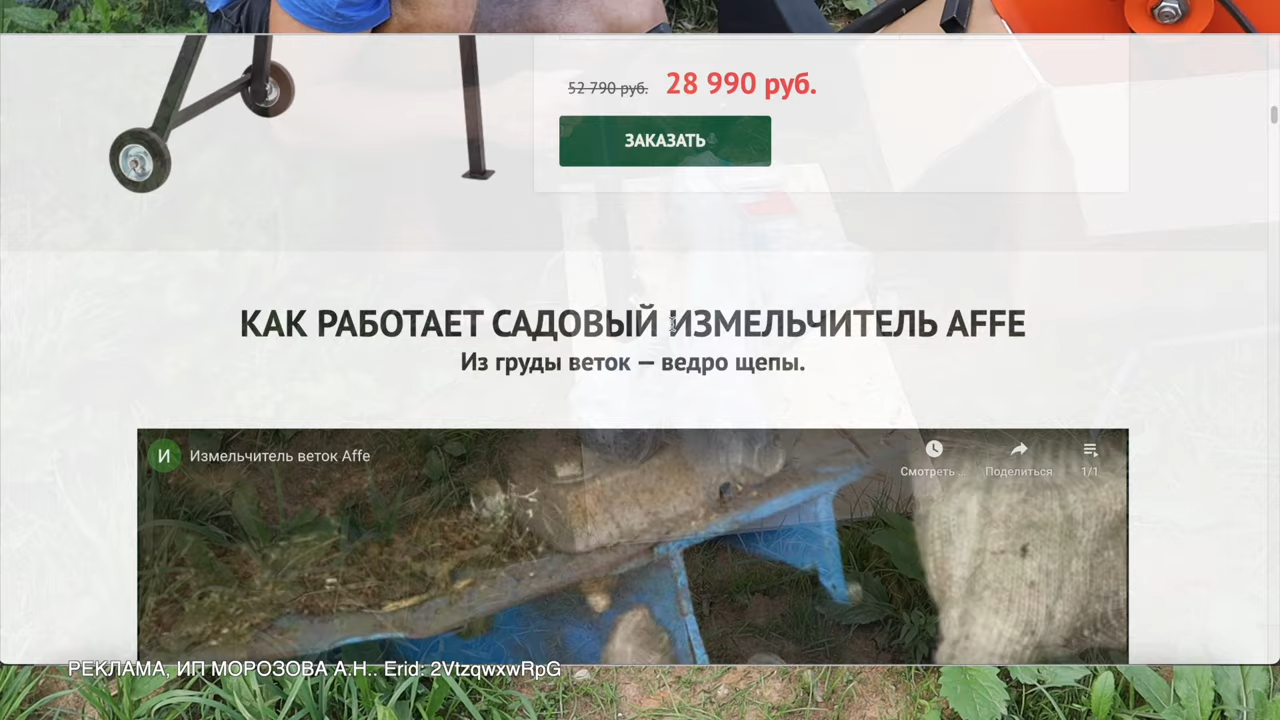 52 790 руб. 28 990 руб.
ЗАКАЗАТЬ
КАК РАБОТАЕТ САДОВЫЙ ИЗМЕЛЬЧИТЕЛЬ AFFE
Из груды веток — ведро щепы.
И Измельчитель веток Affe
Смотреть ... Поделиться 1/1
РЕКЛАМА, ИП МОРОЗОВА А.Н.. Erid: 2VtzqwxwRpG